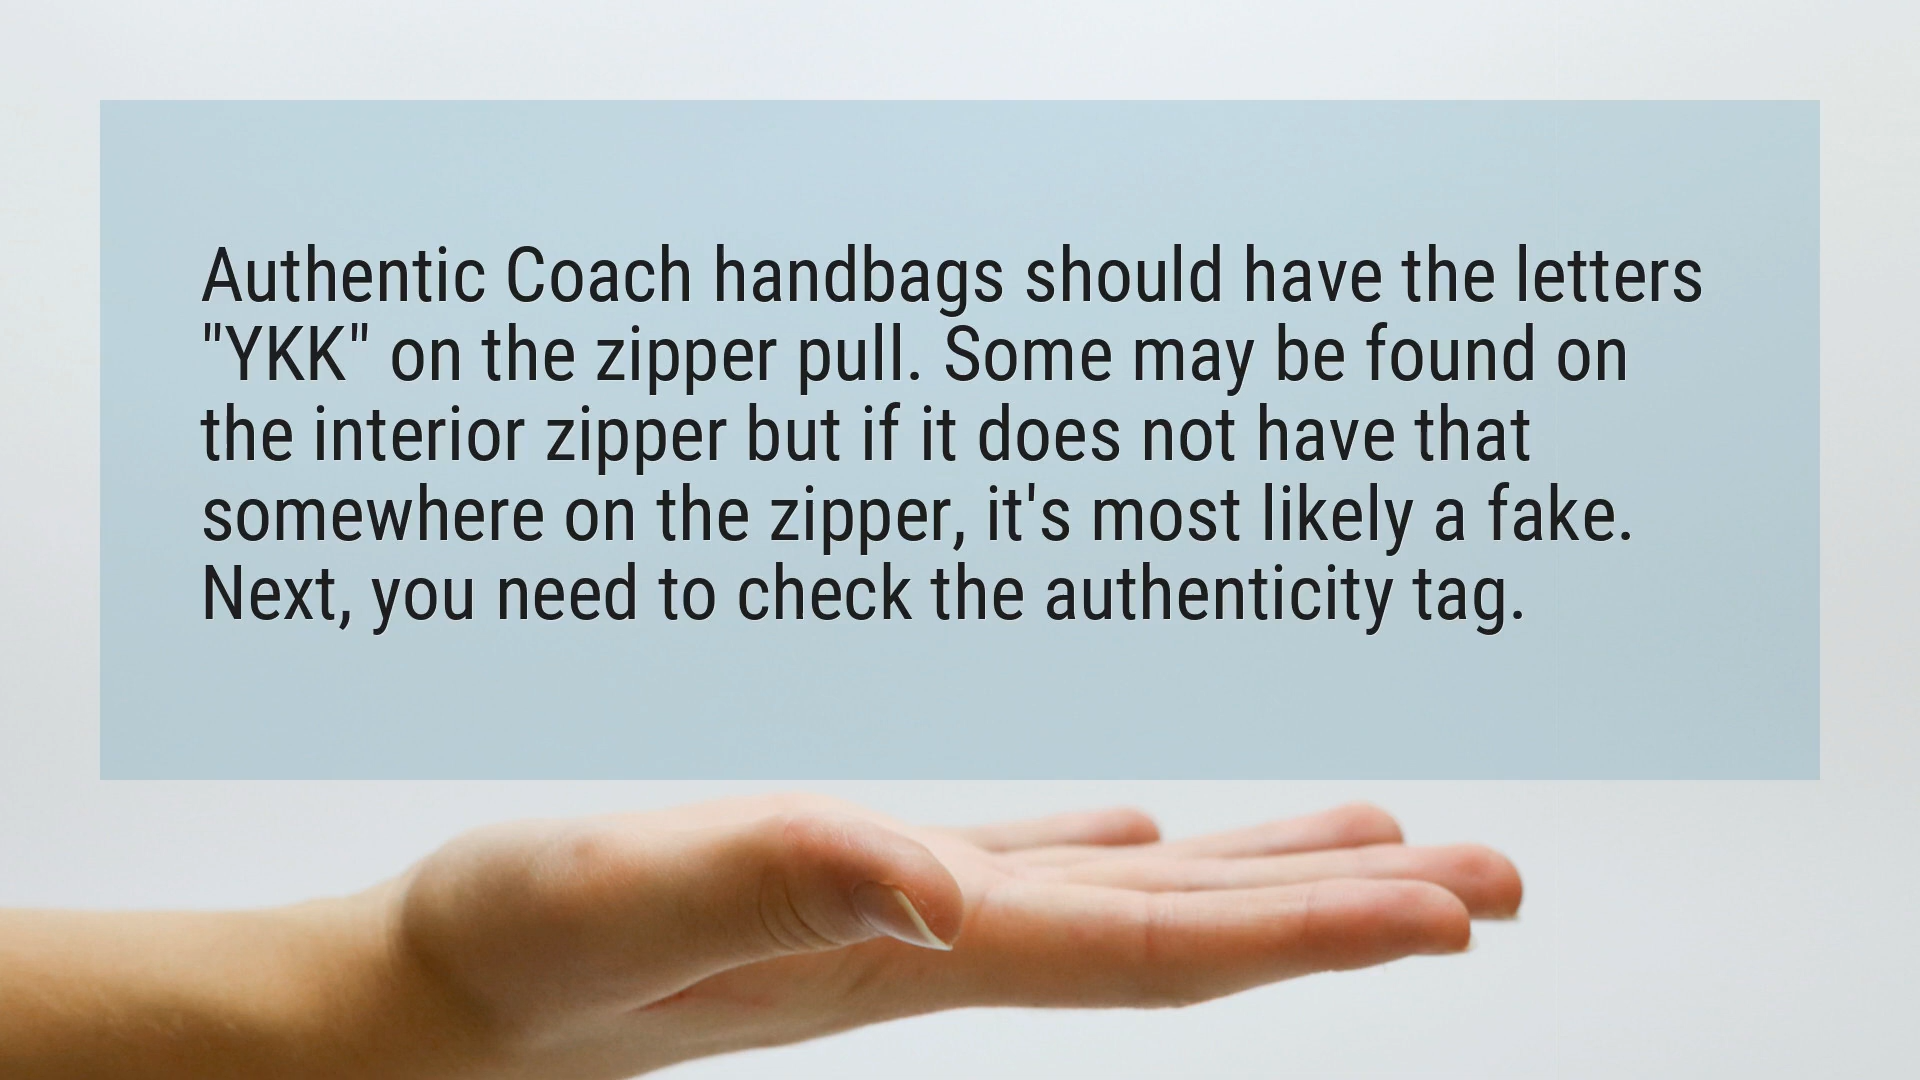 Authentic Coach handbags should have the letters
"YKK" on the zipper pull. Some may be found on
the interior zipper but if it does not have that
somewhere on the zipper, it's most likely a fake.
Next, you need to check the authenticity tag.